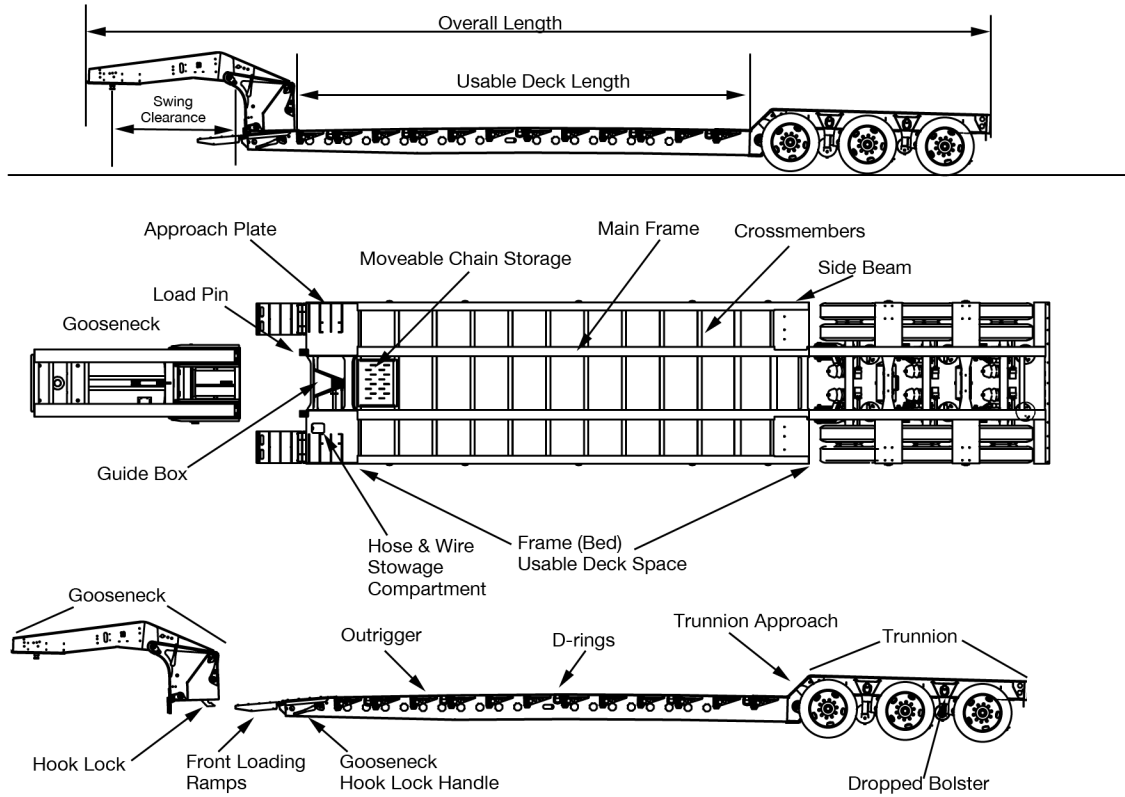 Overall Length
Usable Deck Length
Swing
Clearance
Approach Plate
Main Frame
Crossmembers
Moveable Chain Storage
Side Beam
Load Pin
Gooseneck
Guide Box
Hose & Wire
Stowage
Compartment
Frame (Bed)
Usable Deck Space
Gooseneck
Outrigger
D-rings
Trunnion Approach
Trunnion
Hook Lock
Front Loading
Ramps
Gooseneck
Hook Lock Handle
Dropped Bolster